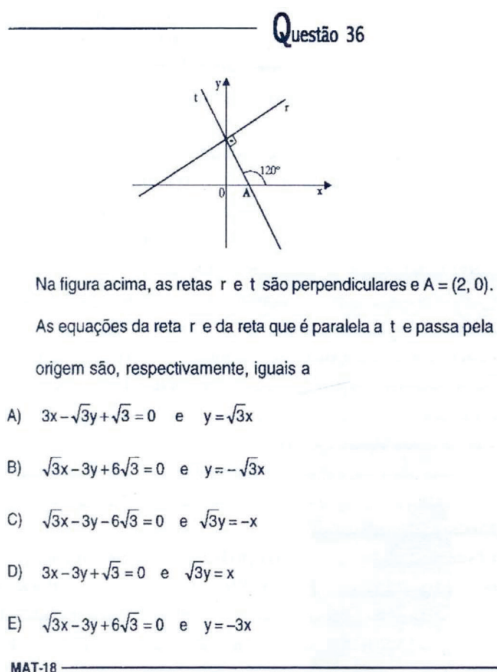 Questão 36
y
t
r
120°
0 A x
Na figura acima, as retas r e t são perpendiculares e A = (2, 0).
As equações da reta r e da reta que é paralela a t e passa pela
origem são, respectivamente, iguais a
A) 3x – √3y + √3 = 0 e y = √3x
B) √3x – 3y + 6√3 = 0 e y = – √3x
C) √3x – 3y – 6√3 = 0 e √3y = –x
D) 3x – 3y + √3 = 0 e √3y = x
E) √3x – 3y + 6√3 = 0 e y = –3x
MAT-18